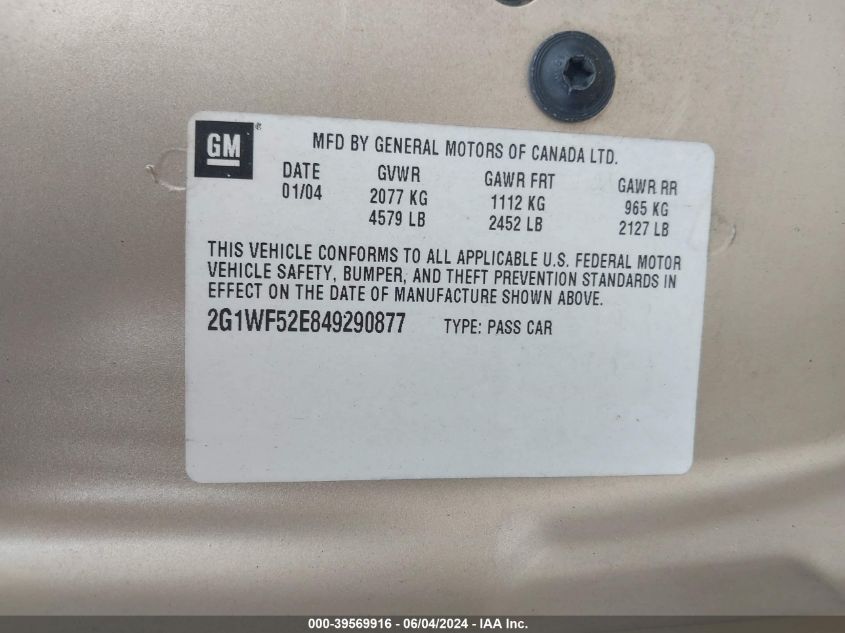 GM®
MFD BY GENERAL MOTORS OF CANADA LTD.
DATE GVWR GAWR FRT GAWR RR
01/04 2077 KG 1112 KG 965 KG
4579 LB 2452 LB 2127 LB
THIS VEHICLE CONFORMS TO ALL APPLICABLE U.S. FEDERAL MOTOR
VEHICLE SAFETY, BUMPER, AND THEFT PREVENTION STANDARDS IN
EFFECT ON THE DATE OF MANUFACTURE SHOWN ABOVE.
2G1WF52E849290877 TYPE: PASS CAR
000-39569916 - 06/04/2024 - IAA Inc.